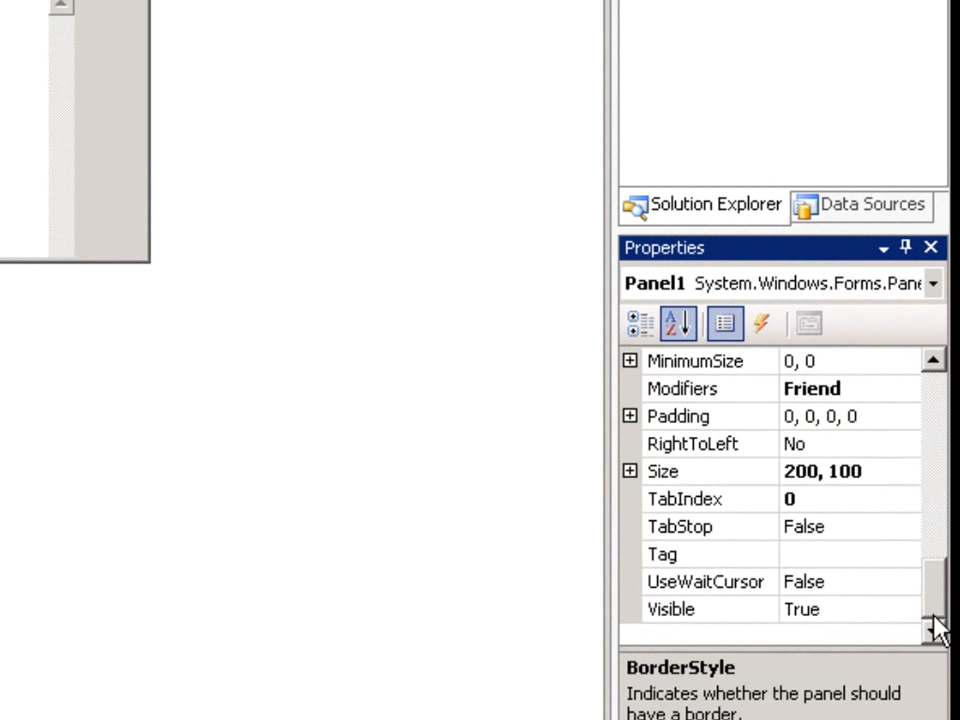 Solution Explorer Data Sources
Properties
Panel1 System.Windows.Forms.Pane
MinimumSize 0, 0
Modifiers Friend
Padding 0, 0, 0, 0
RightToLeft No
Size 200, 100
TabIndex 0
TabStop False
Tag
UseWaitCursor False
Visible True
BorderStyle
Indicates whether the panel should
have a border.